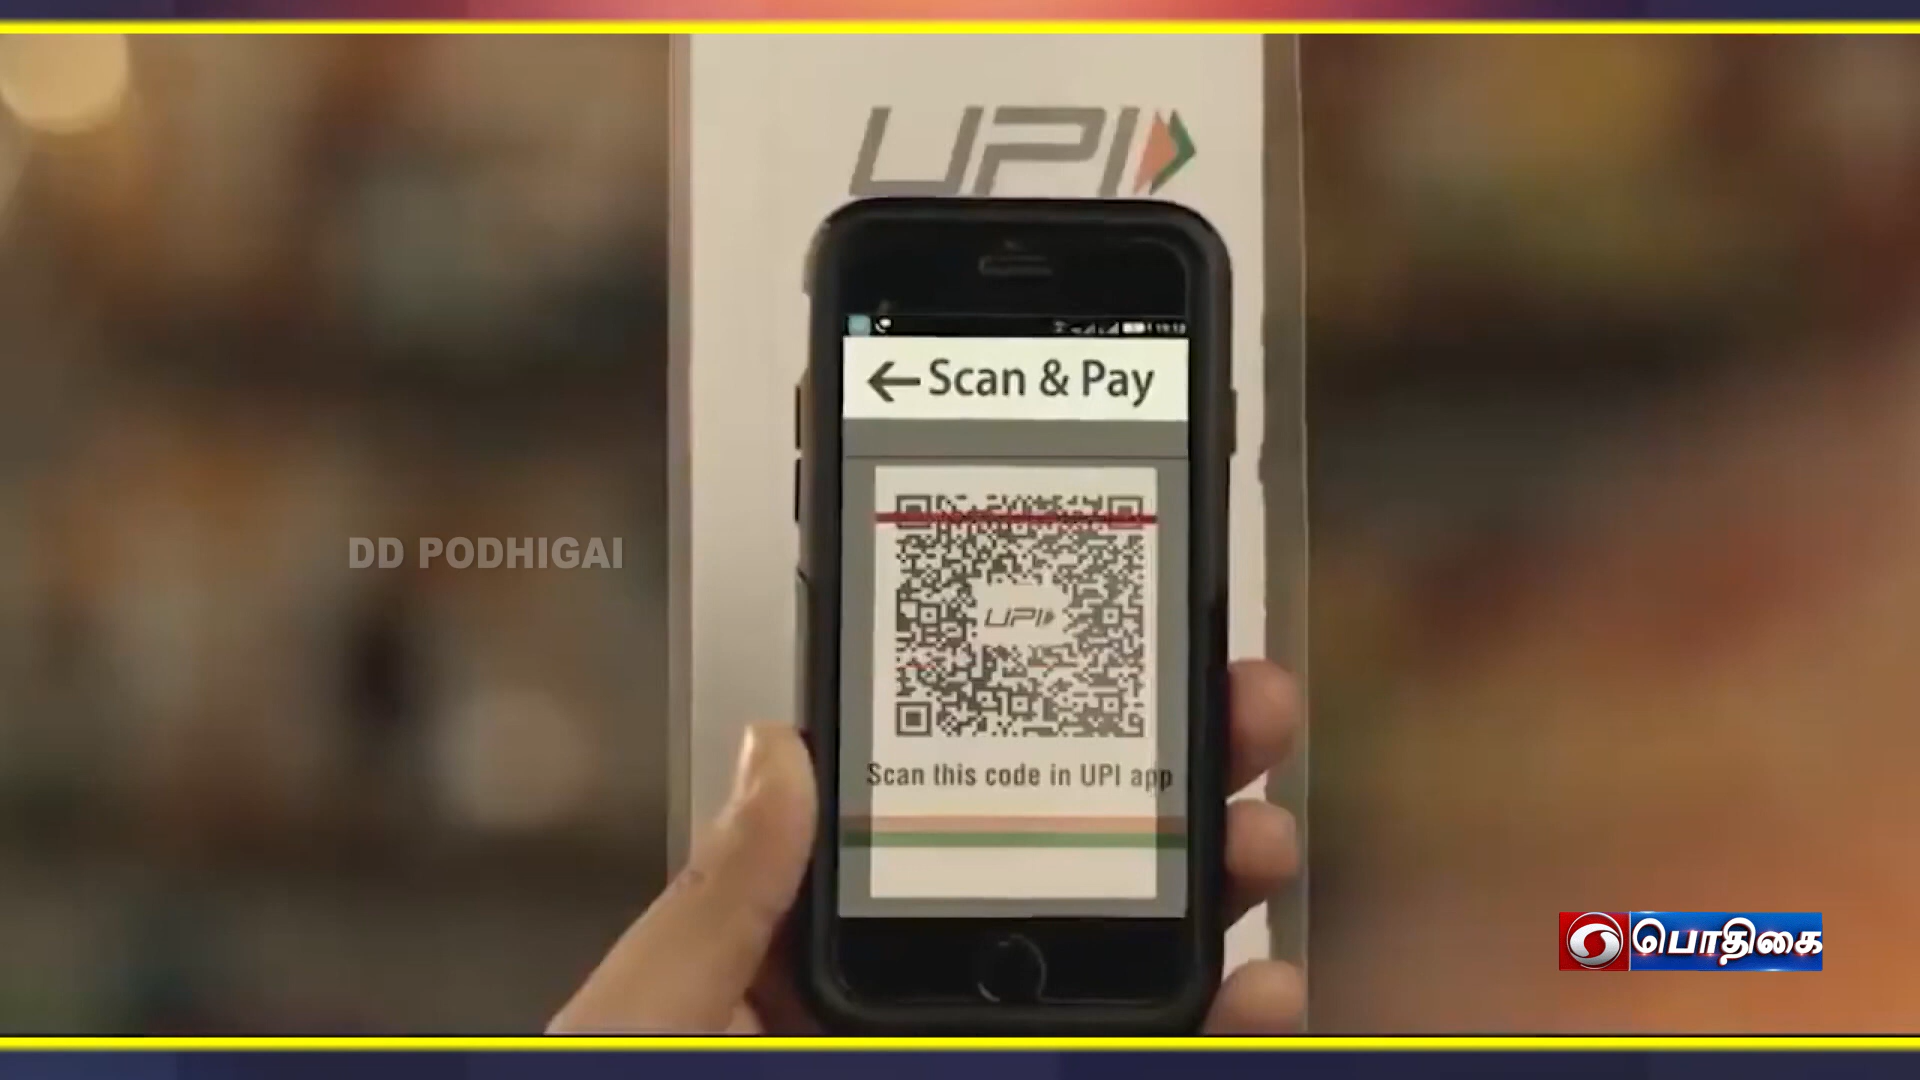 UPI
Scan & Pay
UPI
Scan this code in UPI app
DD PODHIGAI
பொதிகை